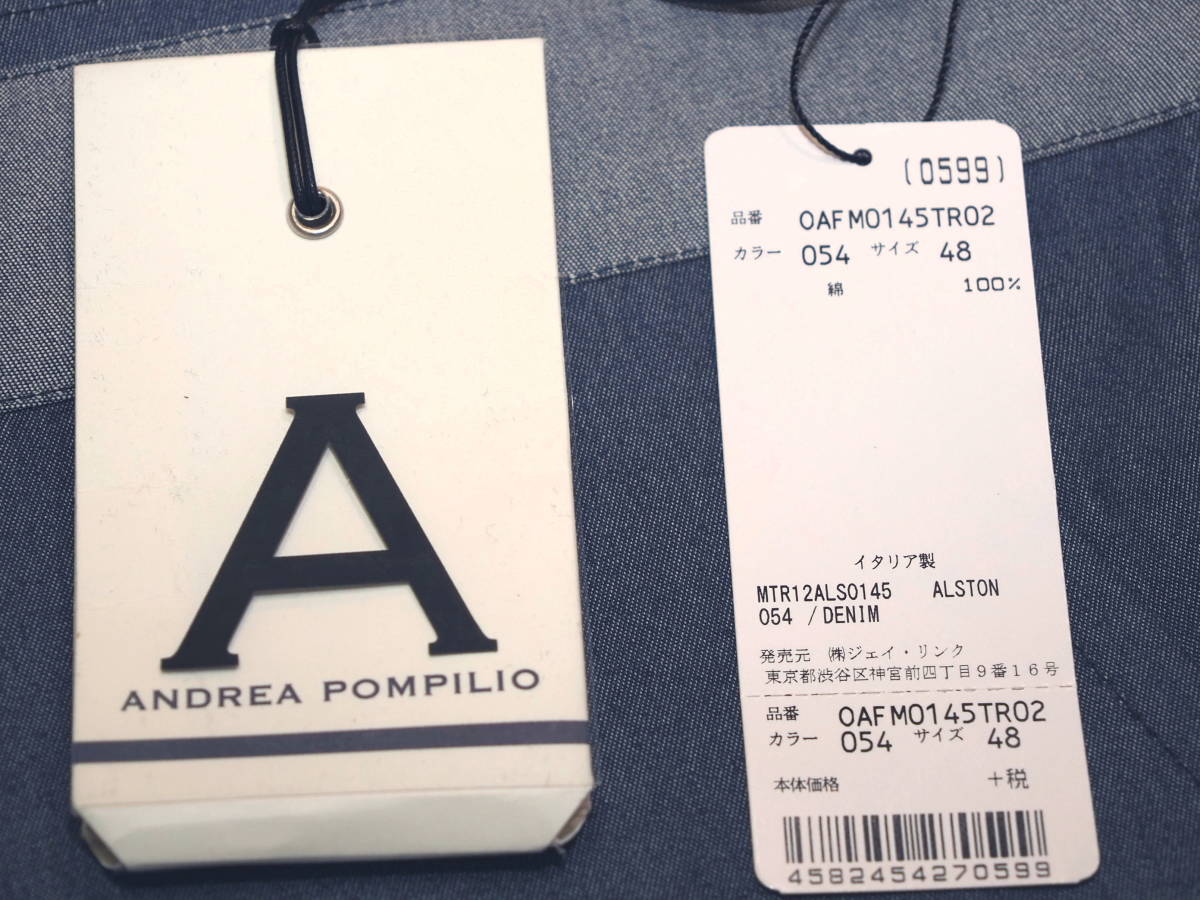 A
ANDREA POMPILIO
(0599)
品番 OAFM0145TR02
カラー 054 サイズ 48
綿 100%
イタリア製
MTR12ALS0145 ALSTON
054 /DENIM
発売元 ㈱ジェイ・リンク
東京都渋谷区神宮前四丁目9番16号
品番 OAFM0145TR02
カラー 054 サイズ 48
本体価格 +税
4582454270599